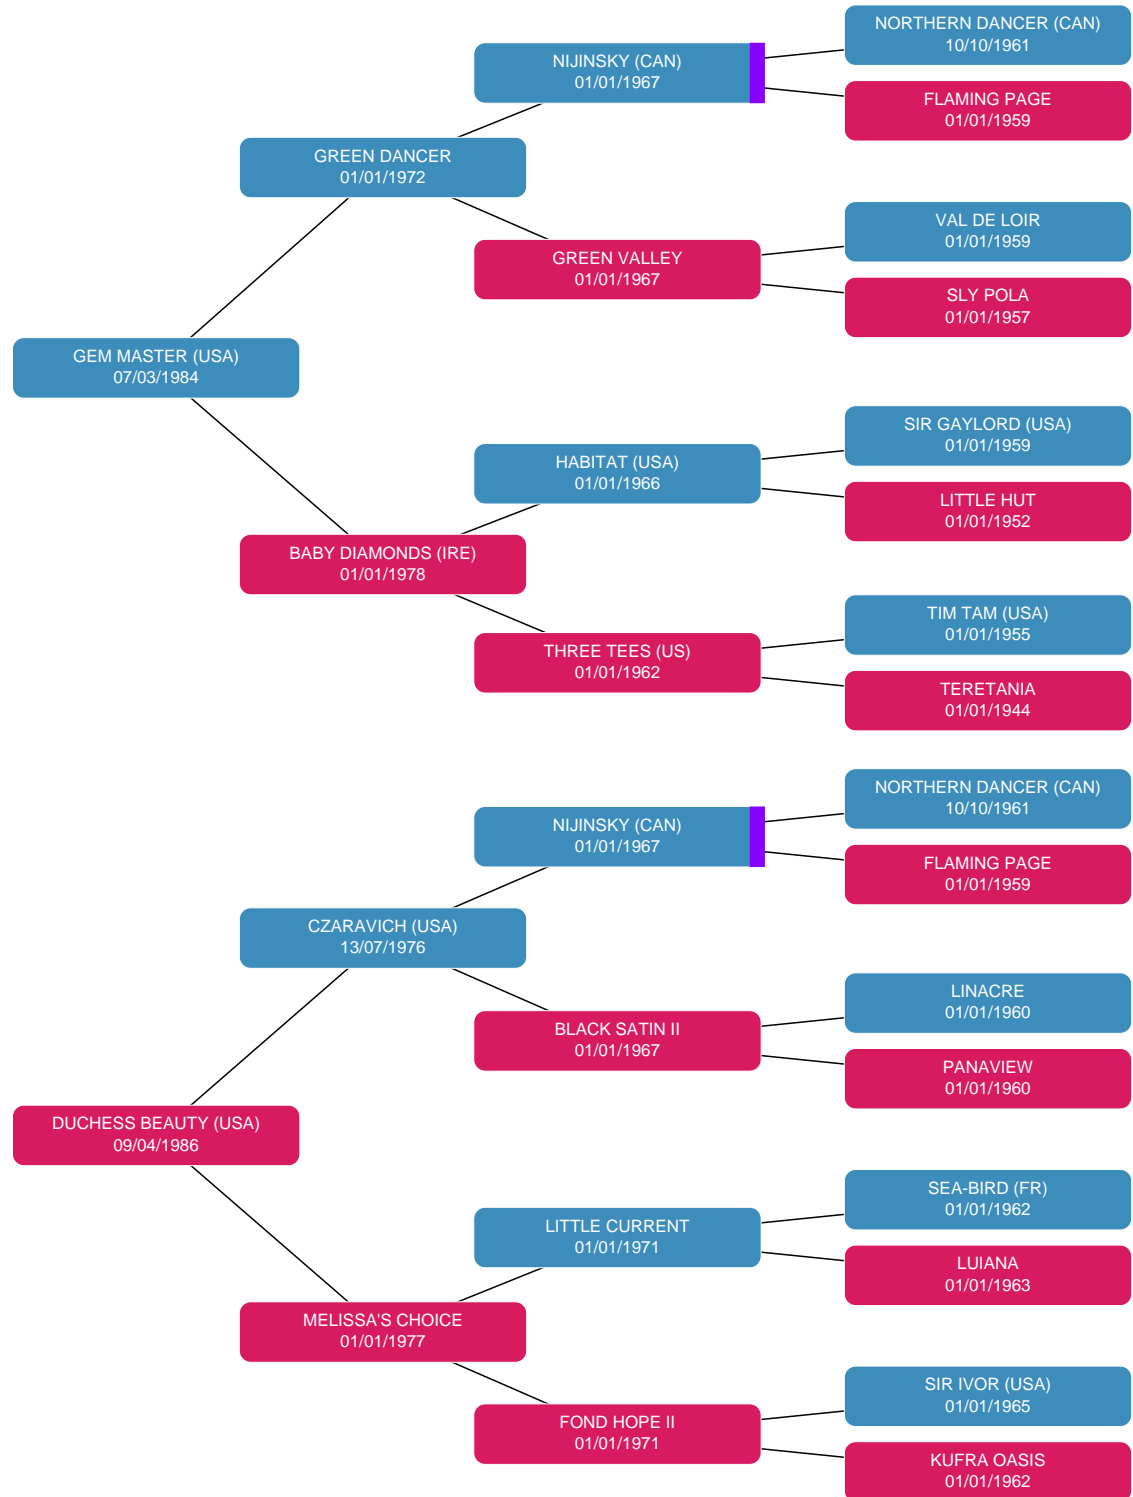 NORTHERN DANCER (CAN)
10/10/1961
NIJINSKY (CAN)
01/01/1967
FLAMING PAGE
01/01/1959
GREEN DANCER
01/01/1972
VAL DE LOIR
01/01/1959
GREEN VALLEY
01/01/1967
SLY POLA
01/01/1957
GEM MASTER (USA)
07/03/1984
SIR GAYLORD (USA)
01/01/1959
HABITAT (USA)
01/01/1966
LITTLE HUT
01/01/1952
BABY DIAMONDS (IRE)
01/01/1978
TIM TAM (USA)
01/01/1955
THREE TEES (US)
01/01/1962
TERETANIA
01/01/1944
NORTHERN DANCER (CAN)
10/10/1961
NIJINSKY (CAN)
01/01/1967
FLAMING PAGE
01/01/1959
CZARAVICH (USA)
13/07/1976
LINACRE
01/01/1960
BLACK SATIN II
01/01/1967
PANAVIEW
01/01/1960
DUCHESS BEAUTY (USA)
09/04/1986
SEA-BIRD (FR)
01/01/1962
LITTLE CURRENT
01/01/1971
LUIANA
01/01/1963
MELISSA'S CHOICE
01/01/1977
SIR IVOR (USA)
01/01/1965
FOND HOPE II
01/01/1971
KUFRA OASIS
01/01/1962